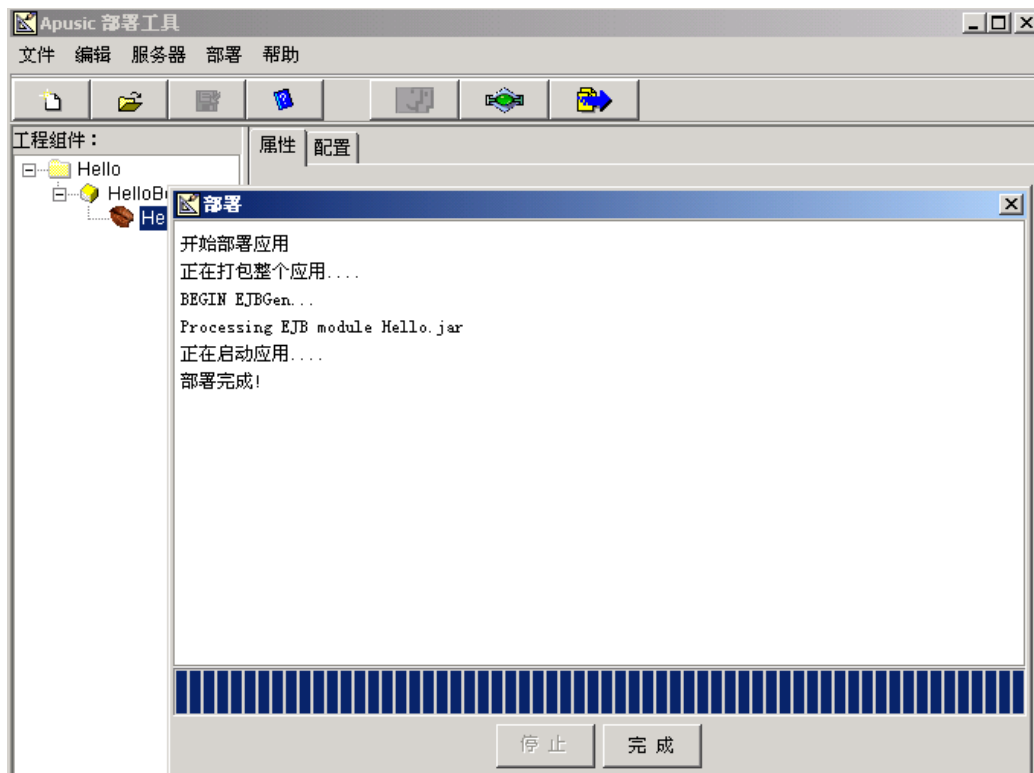 Apusic 部署工具
文件 编辑 服务器 部署 帮助
工程组件：
属性 配置
Hello
部署
开始部署应用
正在打包整个应用....
BEGIN EJBGen...
Processing EJB module Hello.jar
正在启动应用....
部署完成!
停止 完成